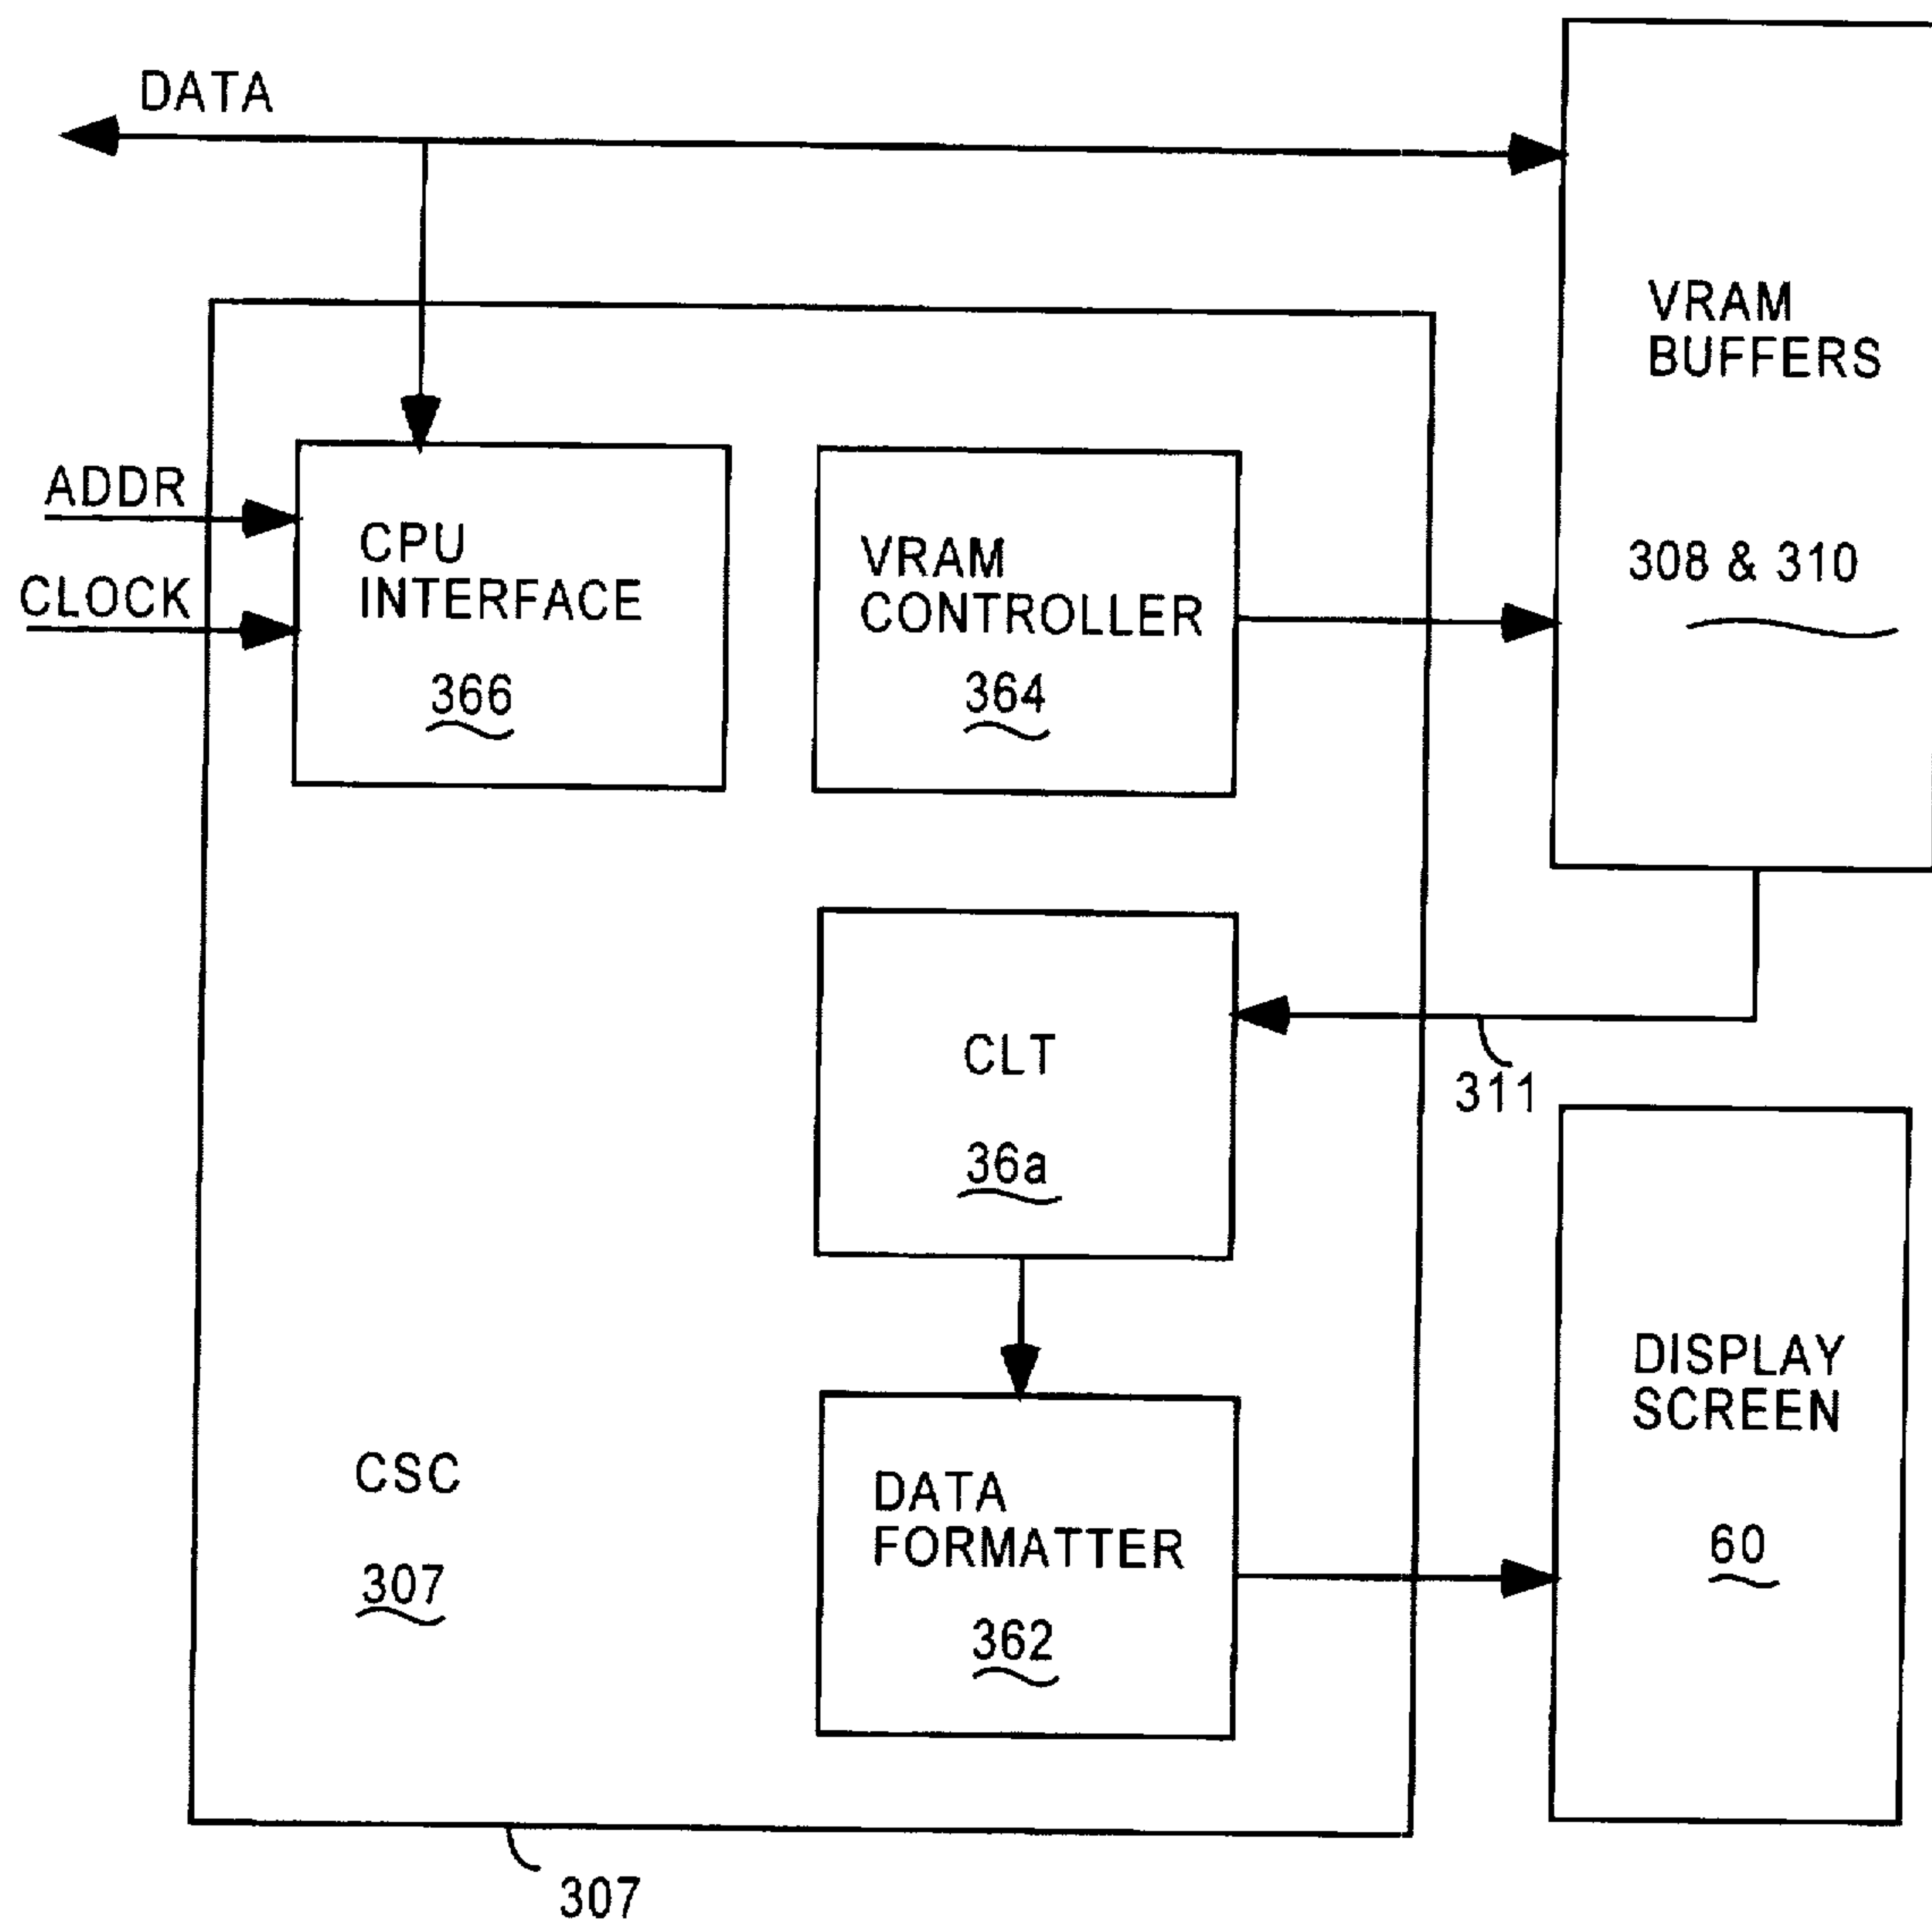 DATA
VRAM
BUFFERS
308 & 310
ADDR
CLOCK
CPU
INTERFACE
366
VRAM
CONTROLLER
364
CLT
36a
311
DISPLAY
SCREEN
60
CSC
307
DATA
FORMATTER
362
307